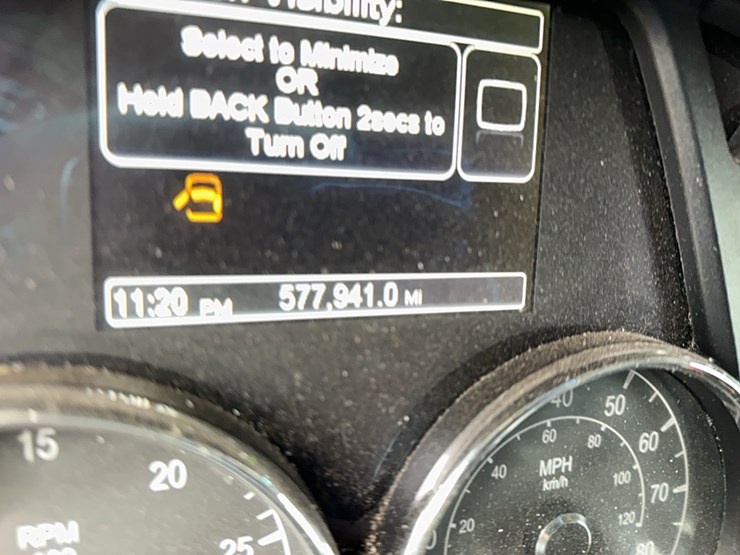 Visibility:
Select to Minimize
OR
Hold BACK Button 2secs to
Turn Off
11:20 PM 577,941.0 MI
15
20
25
RPM
40
50
60
70
80
MPH
km/h
20
40
60
80
100
120